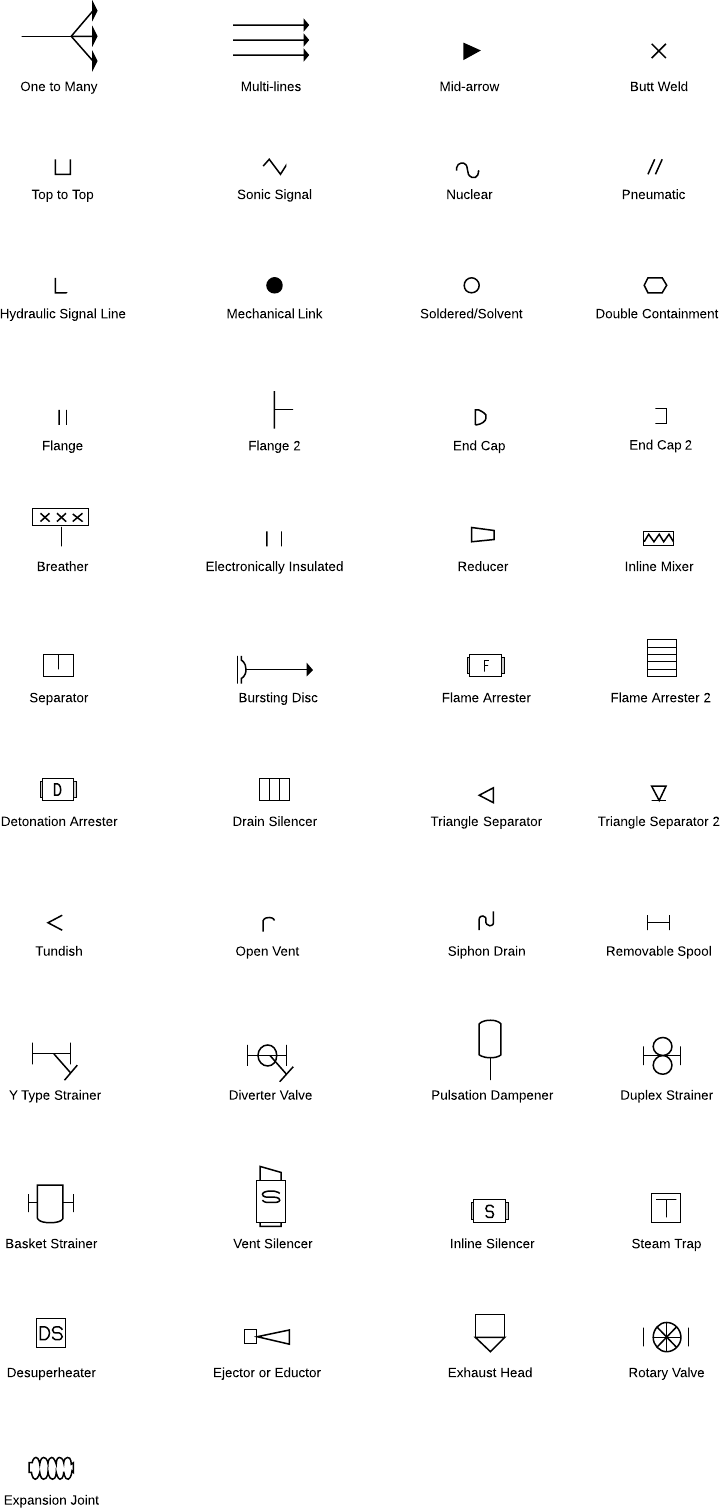 One to Many
Multi-lines
Mid-arrow
Butt Weld
Top to Top
Sonic Signal
Nuclear
Pneumatic
Hydraulic Signal Line
Mechanical Link
Soldered/Solvent
Double Containment
Flange
Flange 2
End Cap
End Cap 2
Breather
Electronically Insulated
Reducer
Inline Mixer
F
Separator
Bursting Disc
Flame Arrester
Flame Arrester 2
D
Detonation Arrester
Drain Silencer
Triangle Separator
Triangle Separator 2
Tundish
Open Vent
Siphon Drain
Removable Spool
Y Type Strainer
Diverter Valve
Pulsation Dampener
Duplex Strainer
S
S
T
Basket Strainer
Vent Silencer
Inline Silencer
Steam Trap
DS
Desuperheater
Ejector or Eductor
Exhaust Head
Rotary Valve
Expansion Joint